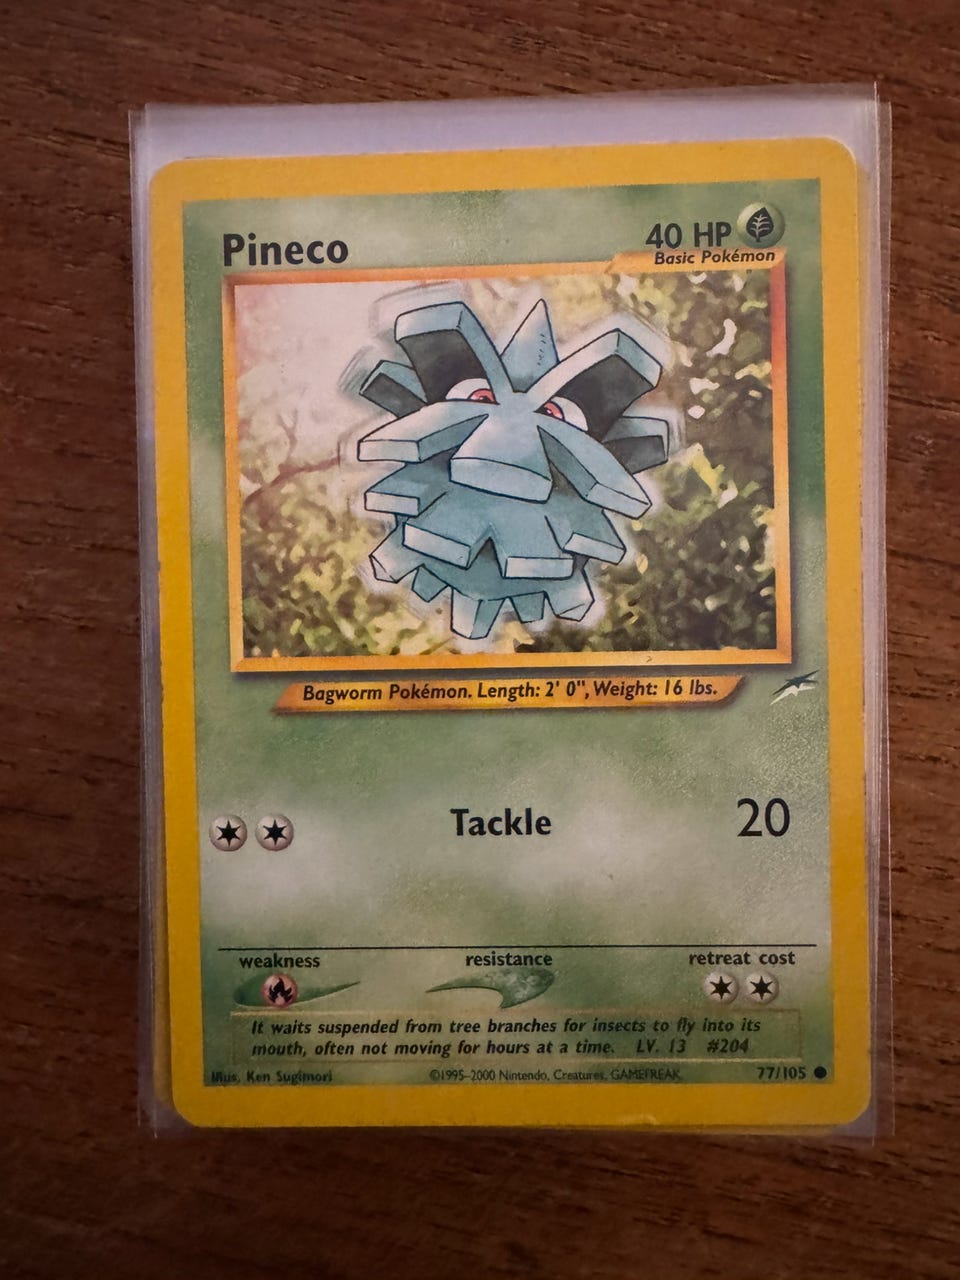 Pineco
40 HP
Basic Pokémon
Bagworm Pokémon. Length: 2' 0", Weight: 16 lbs.
Tackle 20
weakness resistance retreat cost
It waits suspended from tree branches for insects to fly into its
mouth, often not moving for hours at a time. LV. 13 #204
Illus. Ken Sugimori ©1995–2000 Nintendo, Creatures, GAMEFREAK. 77/105